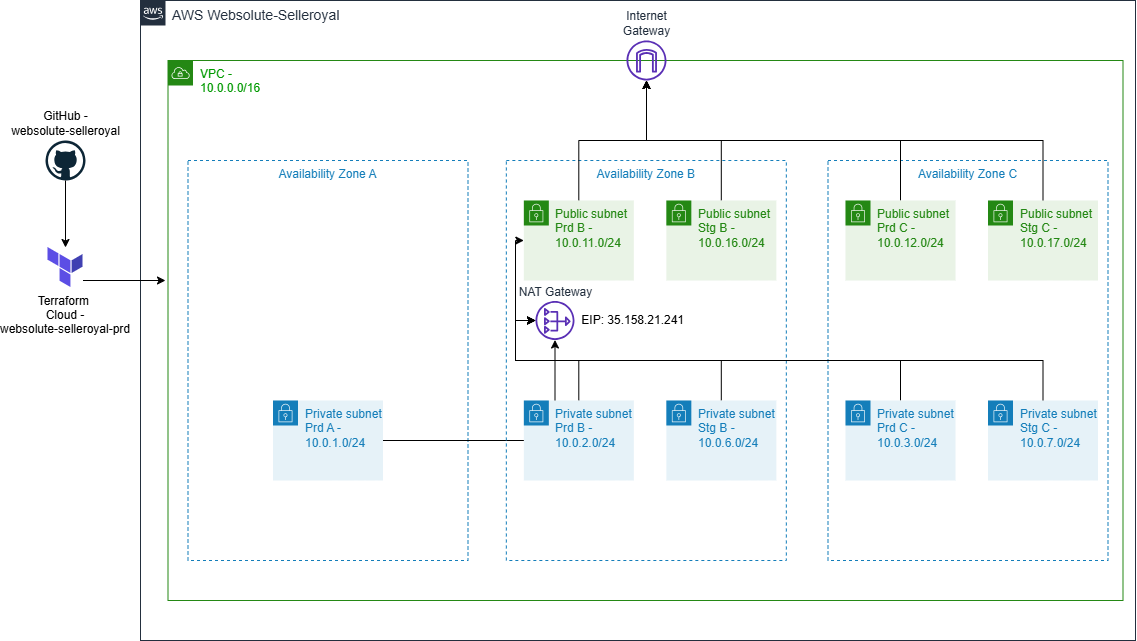 aws
AWS Websolute-Selleroyal
Internet
Gateway
VPC -
10.0.0.0/16
GitHub -
websolute-selleroyal
Terraform
Cloud -
websolute-selleroyal-prd
Availability Zone A
Availability Zone B
Availability Zone C
Public subnet
Prd B -
10.0.11.0/24
Public subnet
Stg B -
10.0.16.0/24
Public subnet
Prd C -
10.0.12.0/24
Public subnet
Stg C -
10.0.17.0/24
NAT Gateway
EIP: 35.158.21.241
Private subnet
Prd A -
10.0.1.0/24
Private subnet
Prd B -
10.0.2.0/24
Private subnet
Stg B -
10.0.6.0/24
Private subnet
Prd C -
10.0.3.0/24
Private subnet
Stg C -
10.0.7.0/24